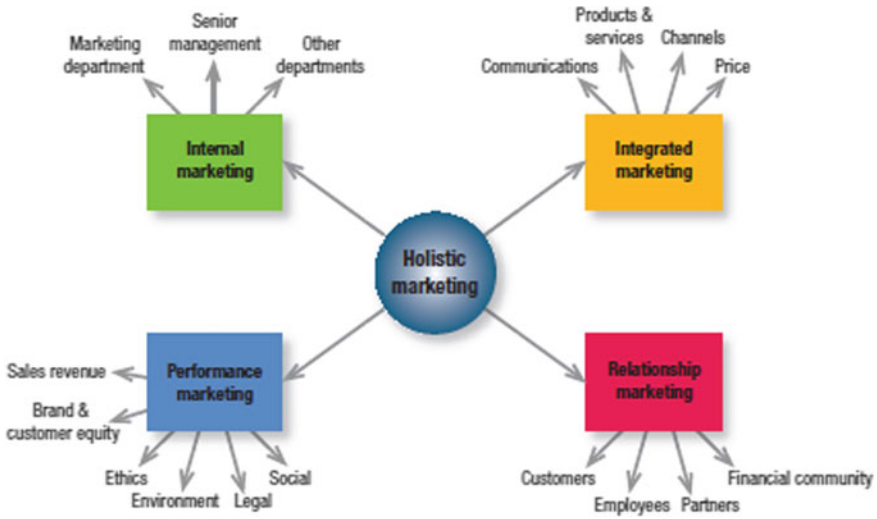 Senior
management
Marketing
department
Other
departments
Internal
marketing
Products &
services
Channels
Communications
Price
Integrated
marketing
Holistic
marketing
Performance
marketing
Sales revenue
Brand &
customer equity
Ethics
Environment
Legal
Social
Relationship
marketing
Customers
Employees
Partners
Financial community